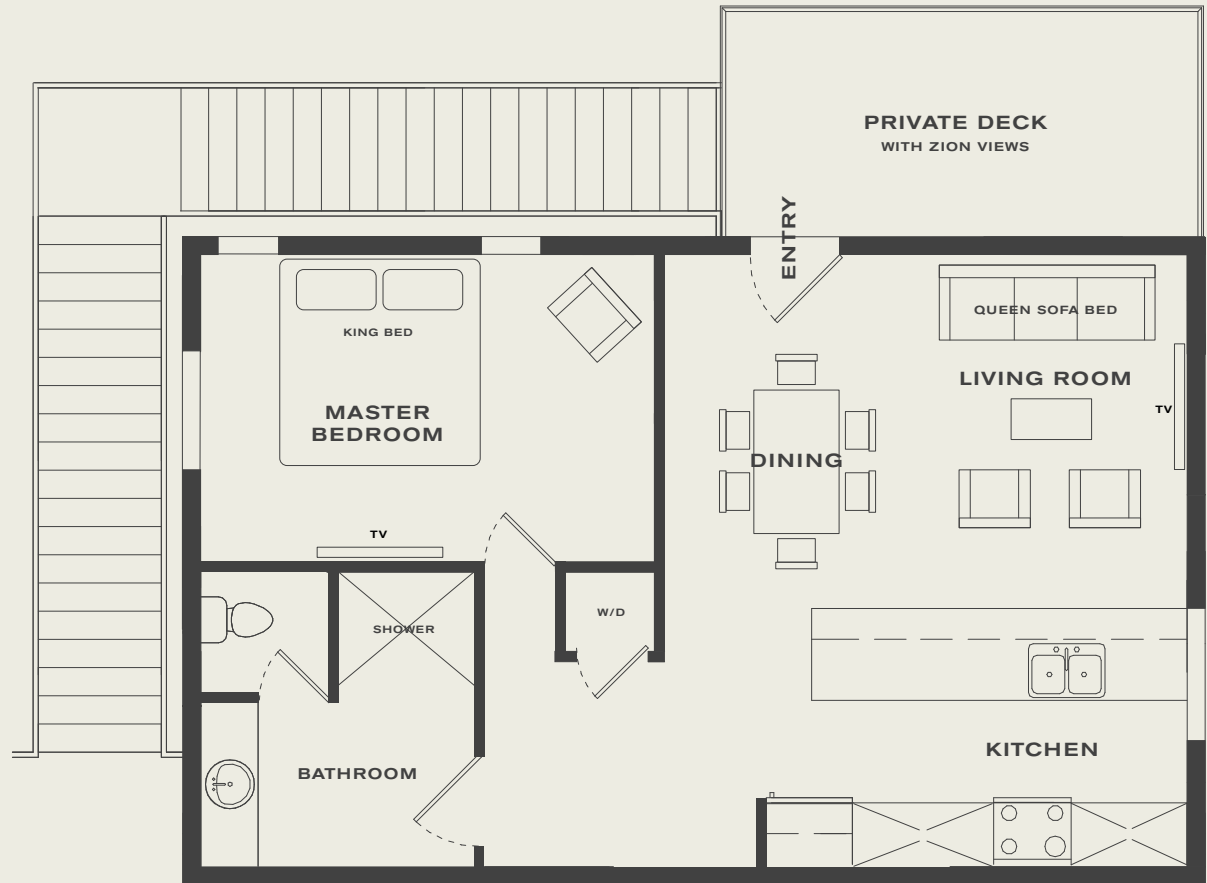 PRIVATE DECK
WITH ZION VIEWS
ENTRY
QUEEN SOFA BED
KING BED
LIVING ROOM
TV
MASTER
BEDROOM
DINING
TV
W/D
SHOWER
KITCHEN
BATHROOM